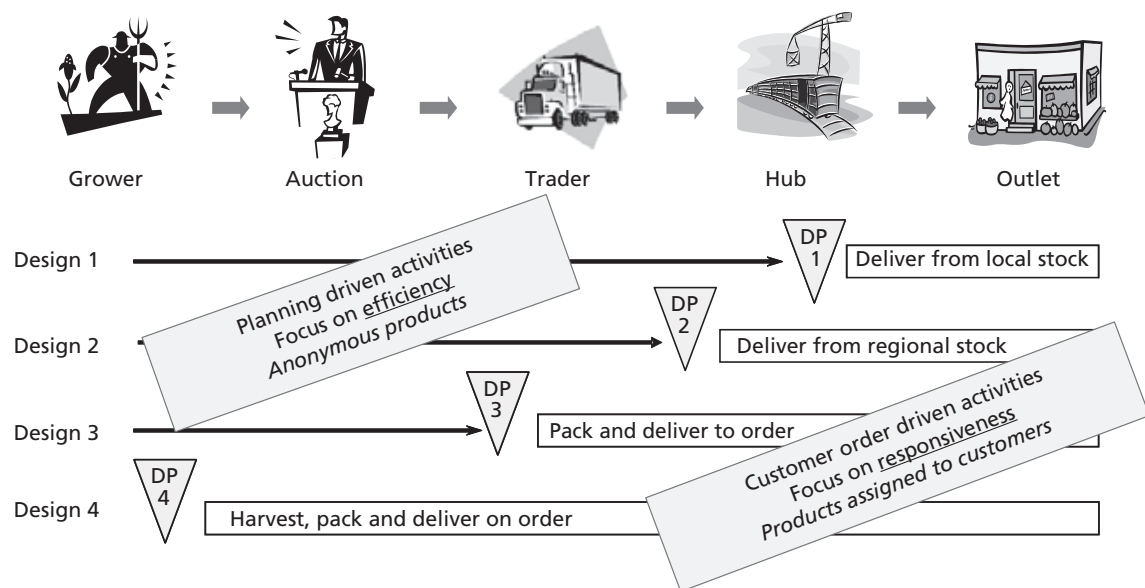 Grower
Auction
Trader
Hub
Outlet
Design 1
DP
1
Deliver from local stock
Planning driven activities
Focus on efficiency
Anonymous products
Design 2
DP
2
Deliver from regional stock
Design 3
DP
3
Pack and deliver to order
Customer order driven activities
Focus on responsiveness
Products assigned to customers
Design 4
DP
4
Harvest, pack and deliver on order